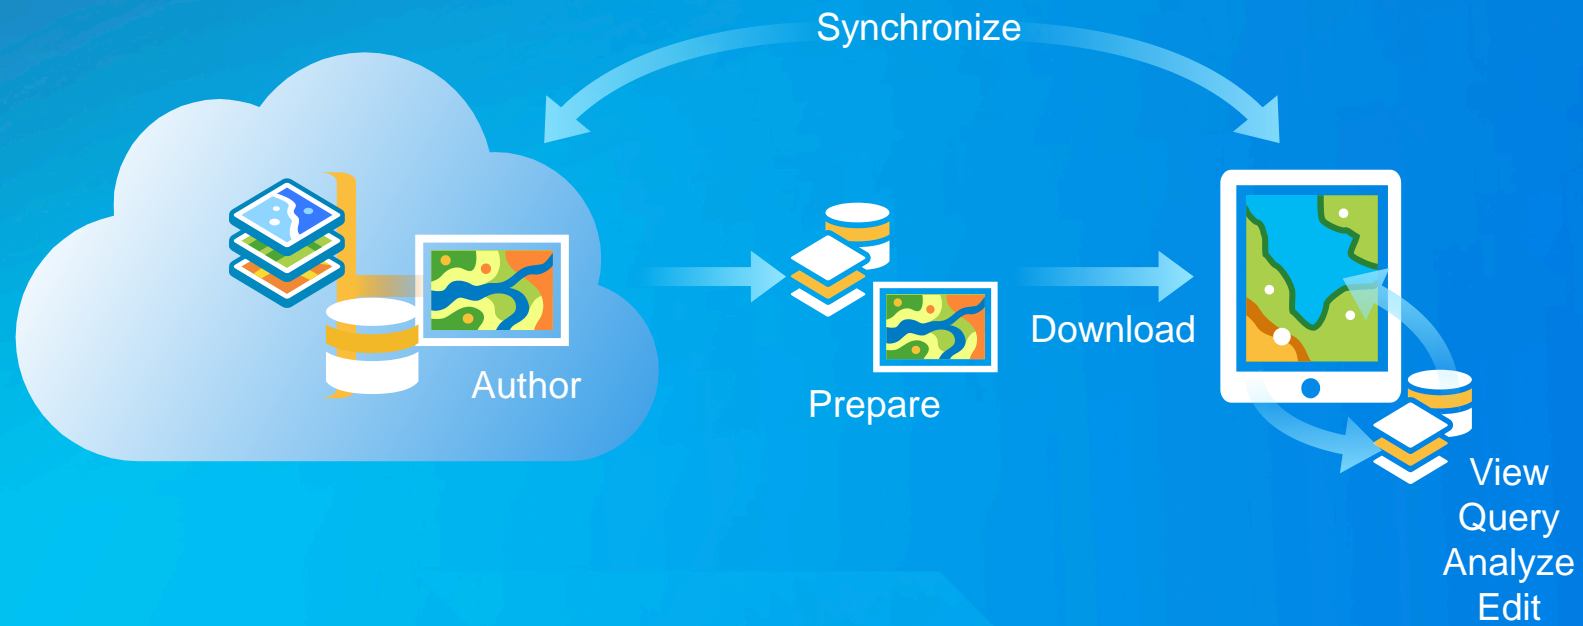 Synchronize
Author
Prepare
Download
View
Query
Analyze
Edit